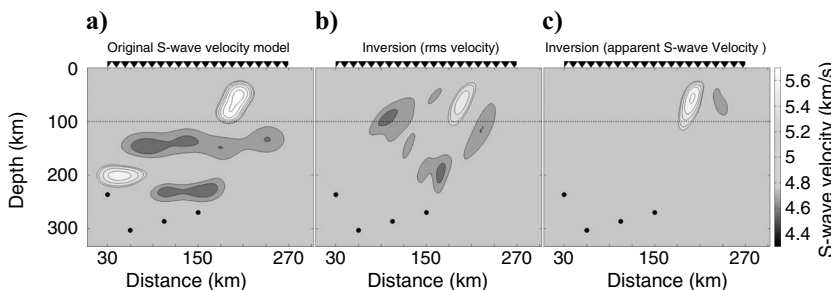 a) b) c)
Original S-wave velocity model Inversion (rms velocity) Inversion (apparent S-wave Velocity )
0
100
200
300
Depth (km)
30 150 270 30 150 270 30 150 270
Distance (km) Distance (km) Distance (km)
5.6
5.4
5.2
5
4.8
4.6
4.4
S-wave velocity (km/s)